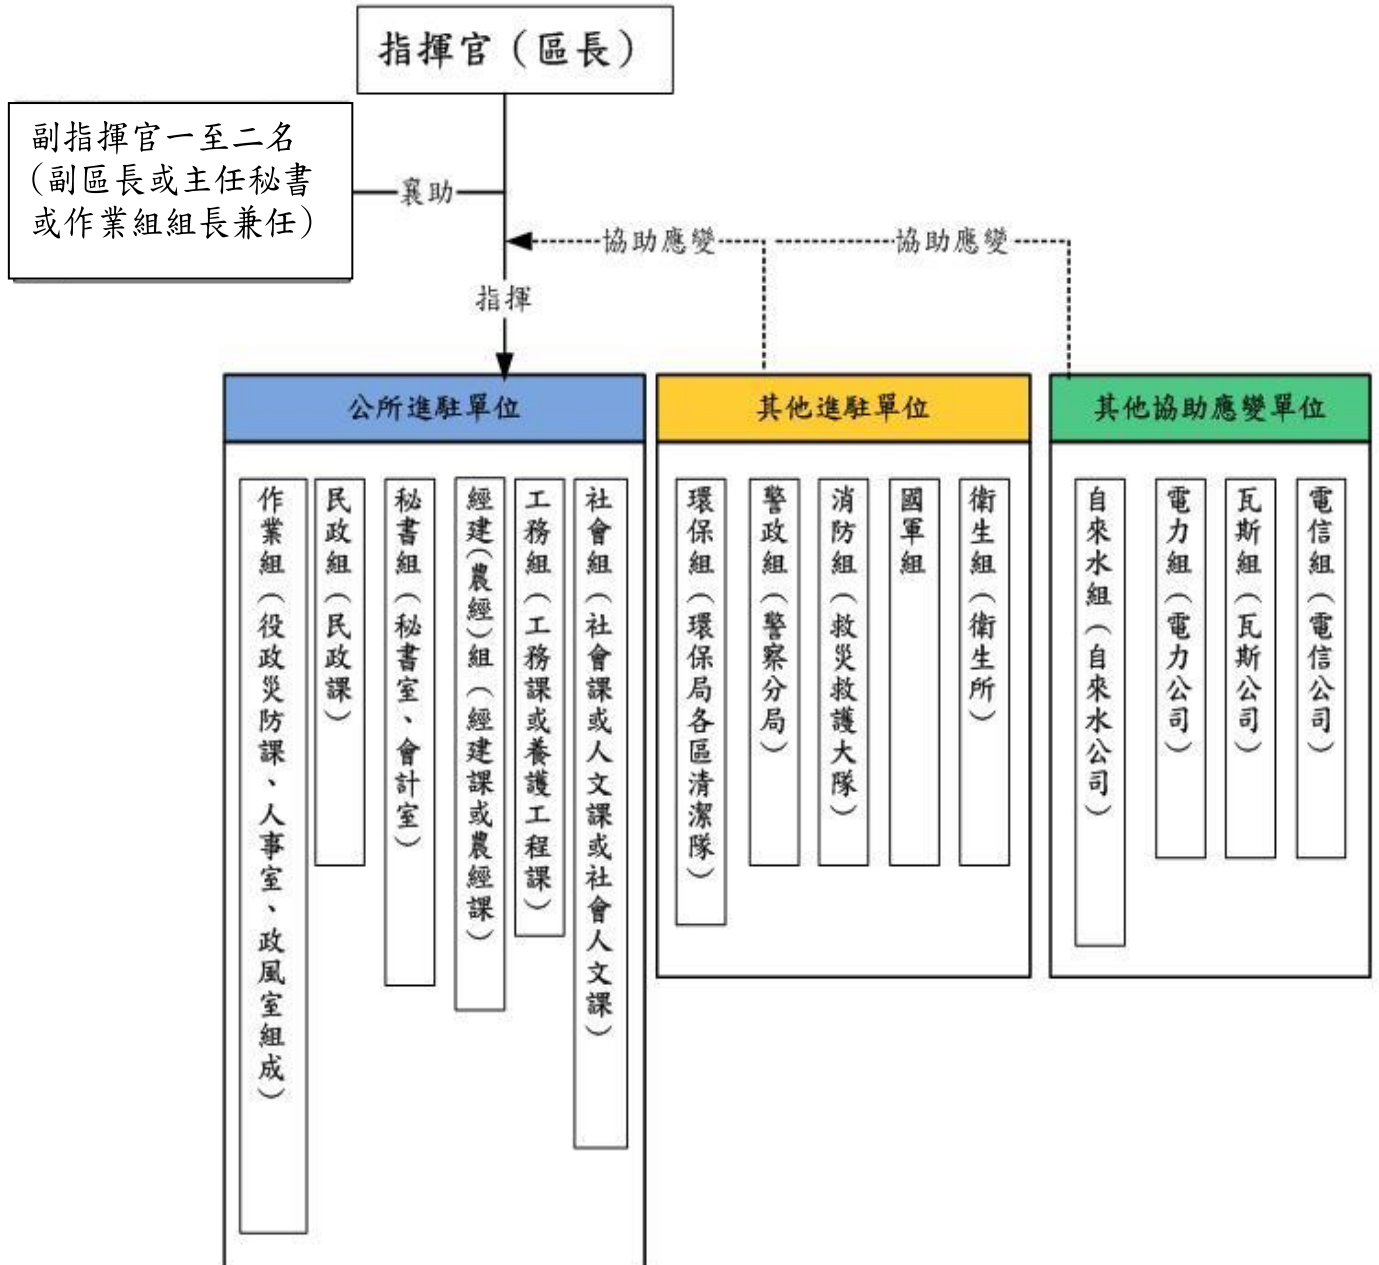 指揮官（區長）
副指揮官一至二名
（副區長或主任秘書
或作業組組長兼任）
襄助
協助應變
協助應變
指揮
公所進駐單位
作業組（役政災防課、人事室、政風室組成）
民政組（民政課）
秘書組（秘書室、會計室）
經建（農經）組（經建課或農經課）
工務組（工務課或養護工程課）
社會組（社會課或人文課或社會人文課）
其他進駐單位
環保組（環保局各區清潔隊）
警政組（警察分局）
消防組（救災救護大隊）
國軍組
衛生組（衛生所）
其他協助應變單位
自來水組（自來水公司）
電力組（電力公司）
瓦斯組（瓦斯公司）
電信組（電信公司）